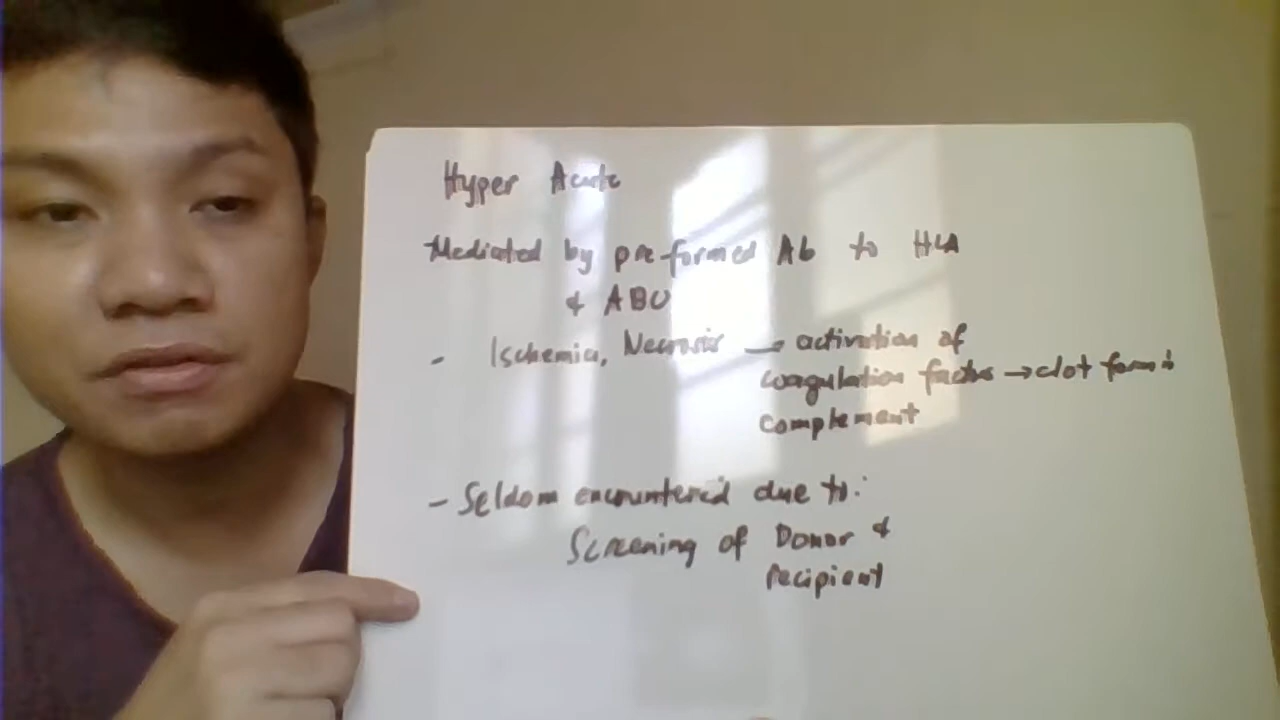 Hyper Acute
Mediated by pre-formed Ab to HLA
& ABO
- Ischemia, Necrosis → activation of
coagulation factors → clot form'n
complement
- Seldom encountered due to:
Screening of Donor &
recipient